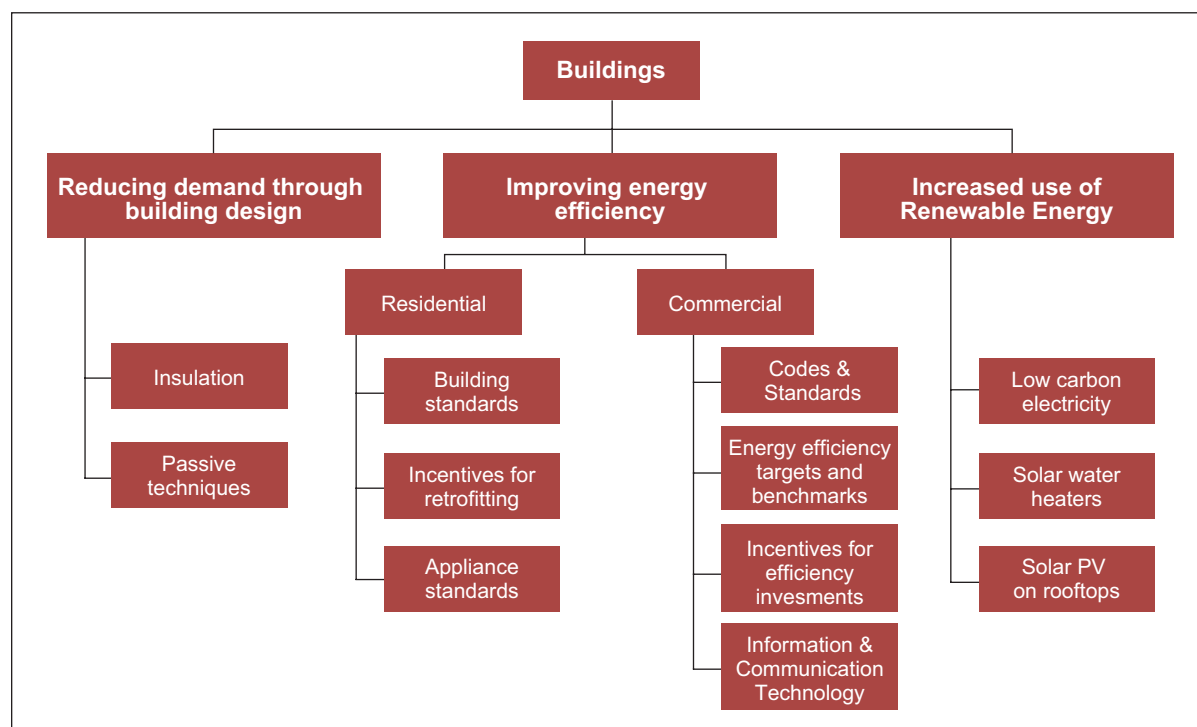 Buildings
Reducing demand through
building design
Improving energy
efficiency
Increased use of
Renewable Energy
Residential
Commercial
Insulation
Passive
techniques
Building
standards
Incentives for
retrofitting
Appliance
standards
Codes &
Standards
Energy efficiency
targets and
benchmarks
Incentives for
efficiency
invesments
Information &
Communication
Technology
Low carbon
electricity
Solar water
heaters
Solar PV
on rooftops